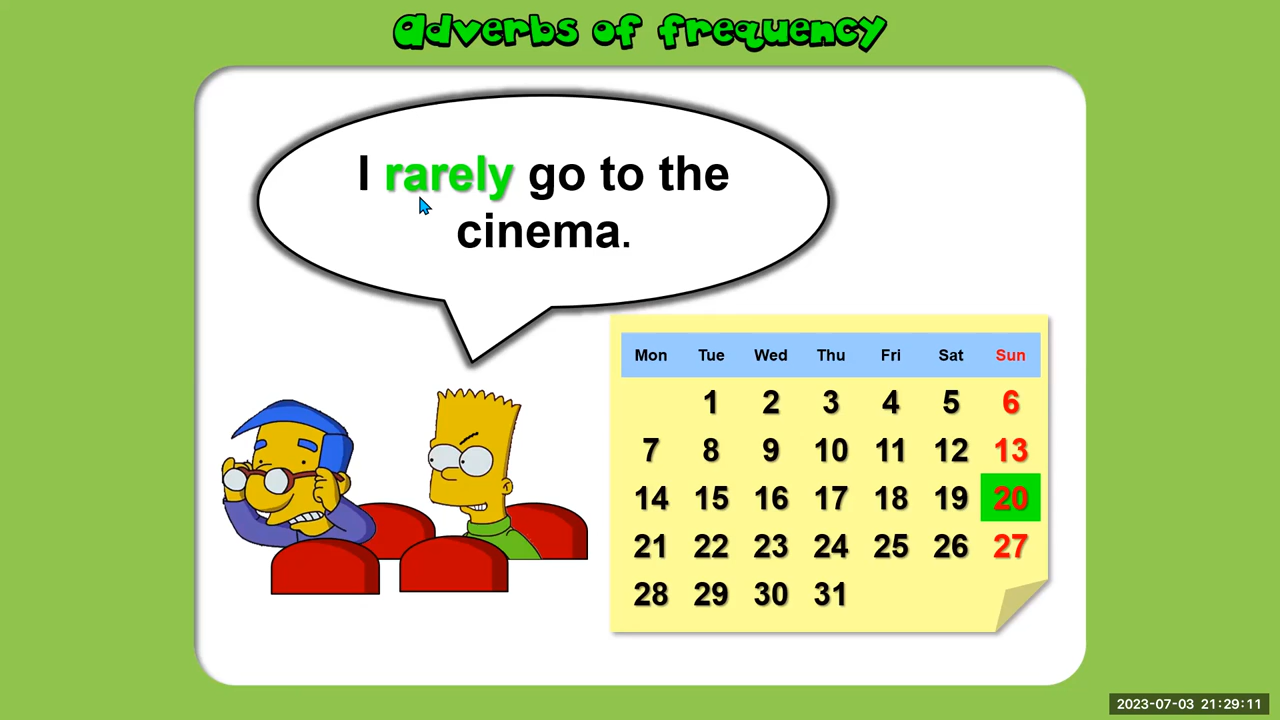 Adverbs of frequency
I rarely go to the
cinema.
Mon Tue Wed Thu Fri Sat Sun
1 2 3 4 5 6
7 8 9 10 11 12 13
14 15 16 17 18 19 20
21 22 23 24 25 26 27
28 29 30 31
2023-07-03 21:29:11